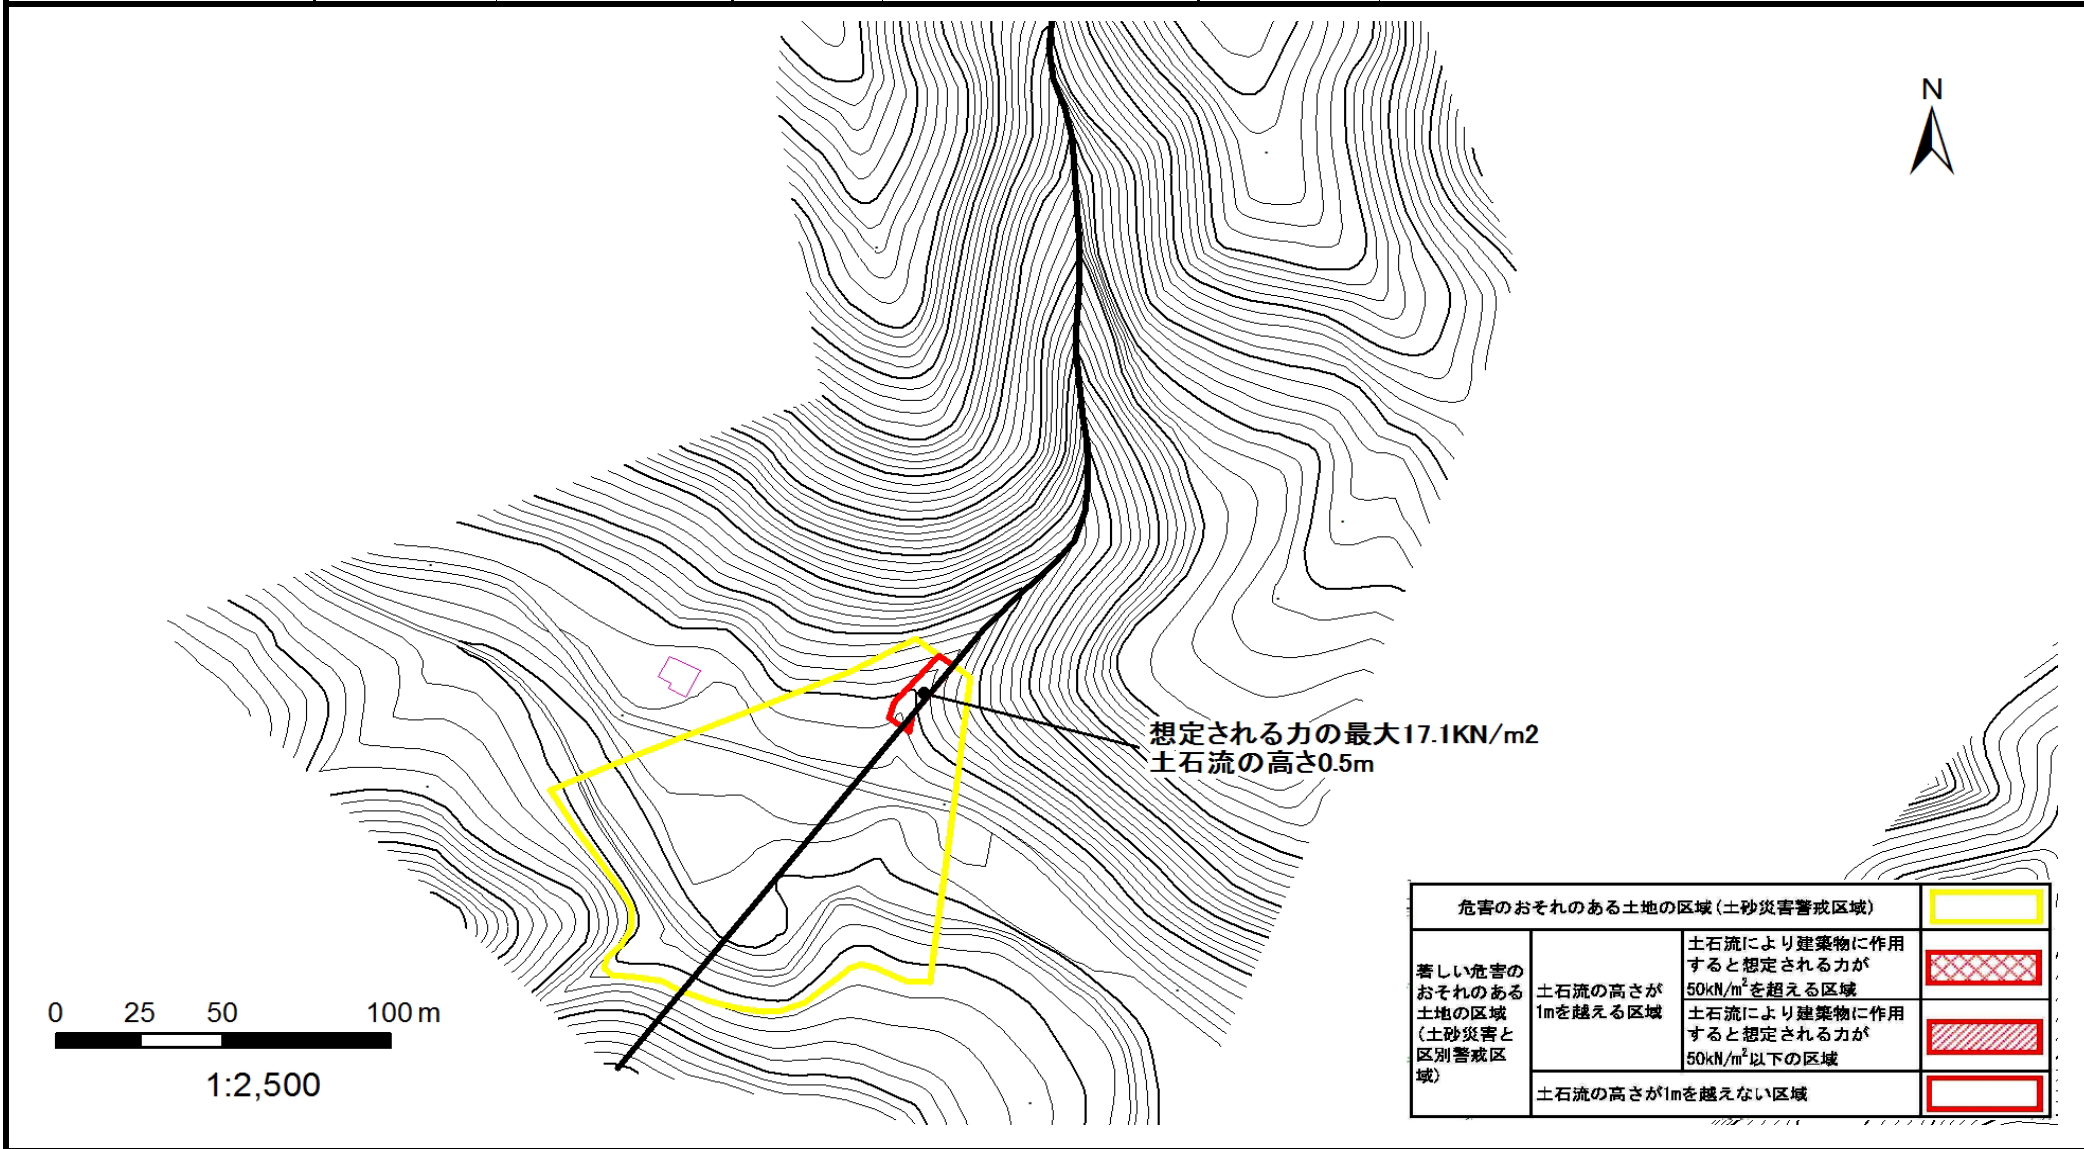 N
想定される力の最大17.1KN/m2
土石流の高さ0.5m
0 25 50 100 m
1:2,500
危害のおそれのある土地の区域(土砂災害警戒区域)
著しい危害の
おそれのある
土地の区域
(土砂災害と
区別警戒区
域)
土石流の高さが
1mを越える区域
土石流により建築物に作用
すると想定される力が
50kN/m²を超える区域
土石流により建築物に作用
すると想定される力が
50kN/m²以下の区域
土石流の高さが1mを越えない区域